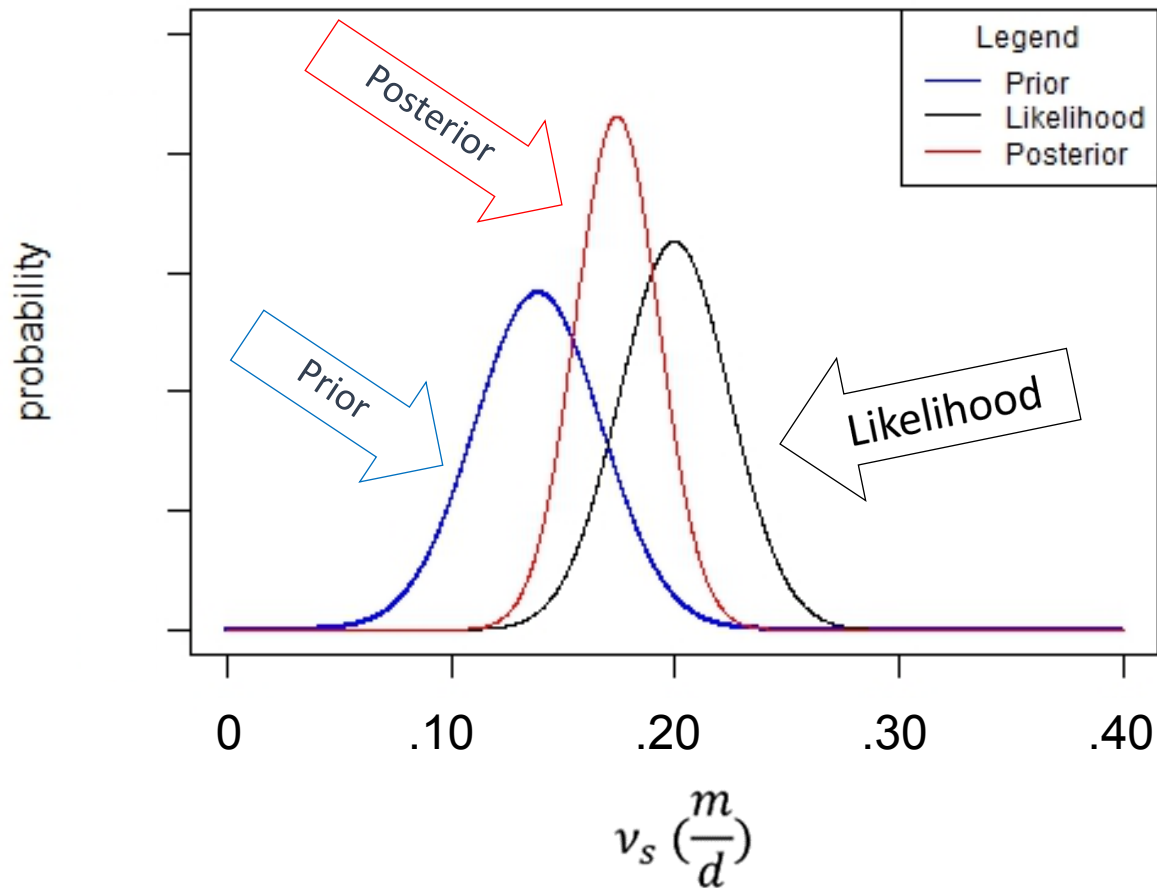 Legend
Prior
Likelihood
Posterior
Posterior
Prior
Likelihood
probability
0 .10 .20 .30 .40
𝜈ₛ (m/d)